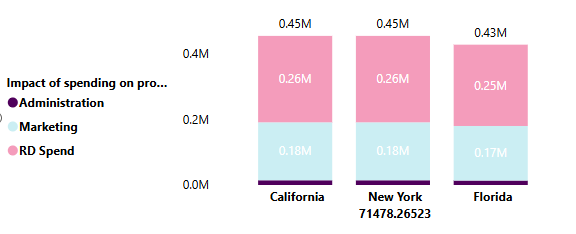 0.45M
0.45M
0.43M
0.4M
0.2M
0.0M
Impact of spending on pro...
Administration
Marketing
RD Spend
0.26M
0.26M
0.25M
0.18M
0.18M
0.17M
California
New York
Florida
71478.26523